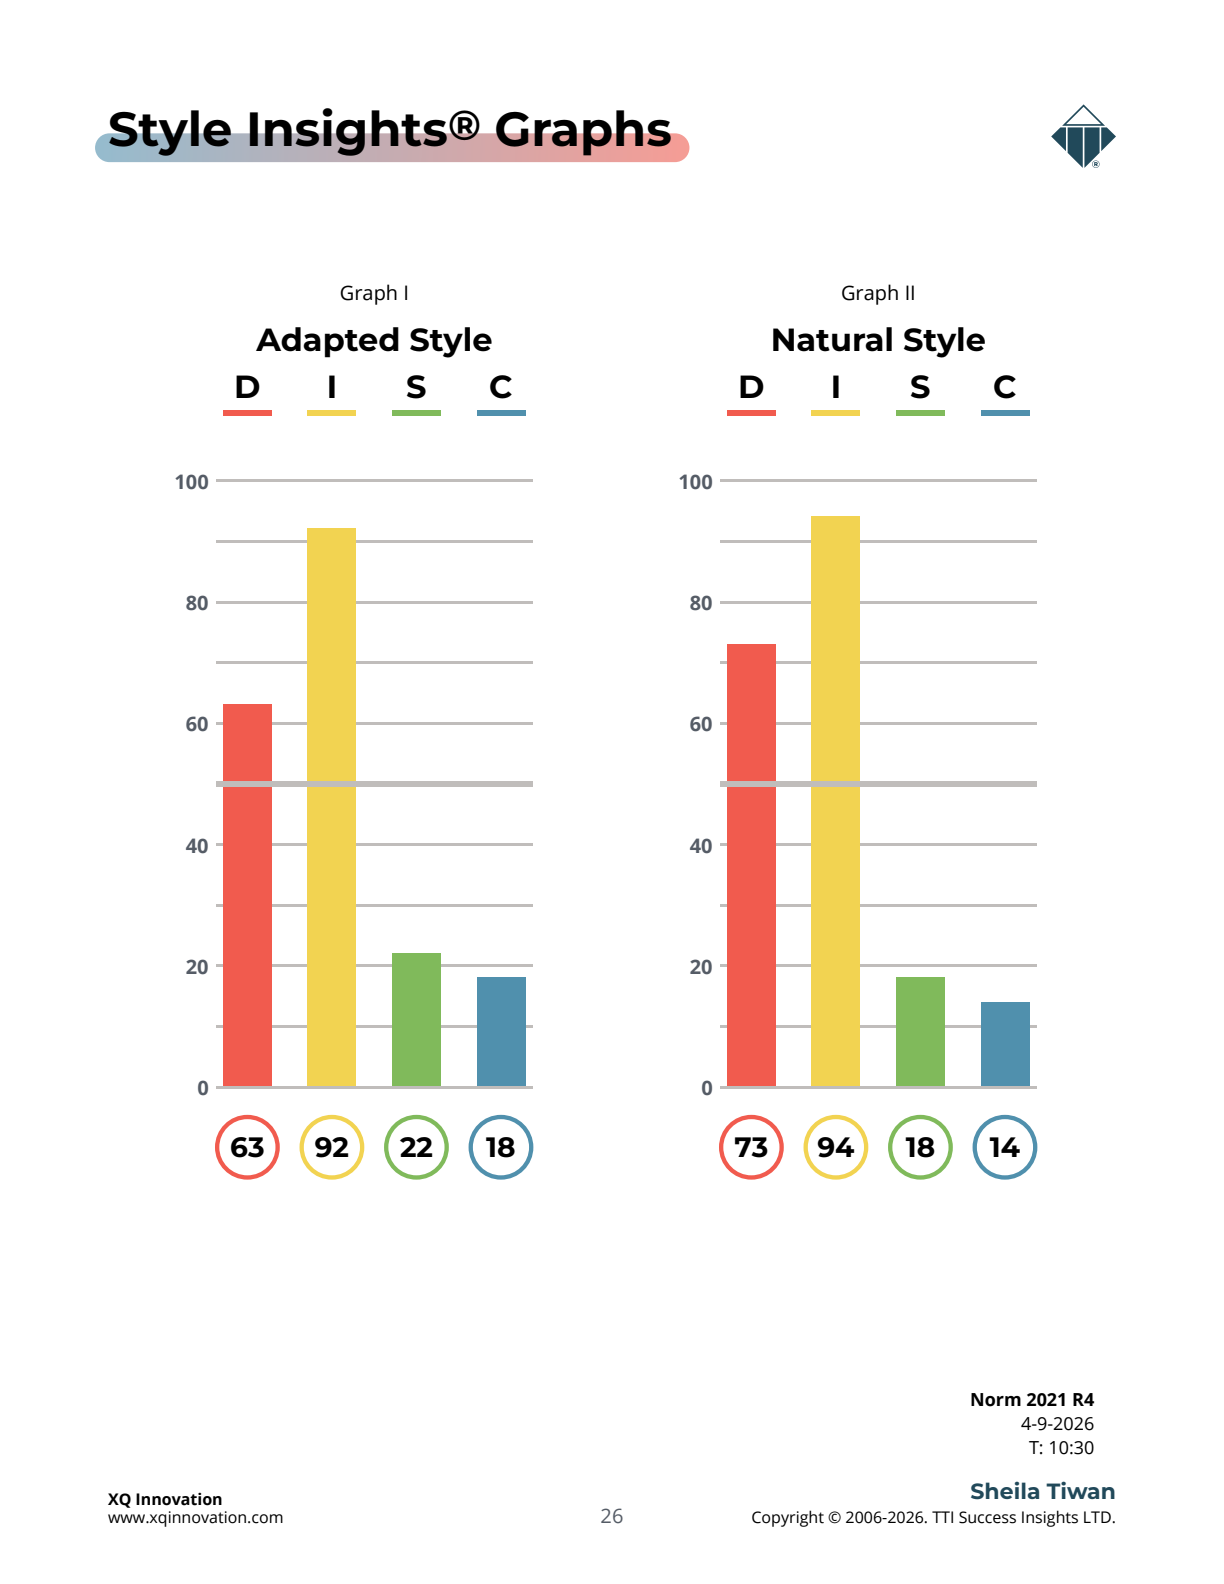 Style Insights® Graphs
®
Graph I
Adapted Style
D I S C
100
80
60
40
20
0
63 92 22 18
Graph II
Natural Style
D I S C
100
80
60
40
20
0
73 94 18 14
Norm 2021 R4
4-9-2026
T: 10:30
XQ Innovation
www.xqinnovation.com
26
Sheila Tiwan
Copyright © 2006-2026. TTI Success Insights LTD.